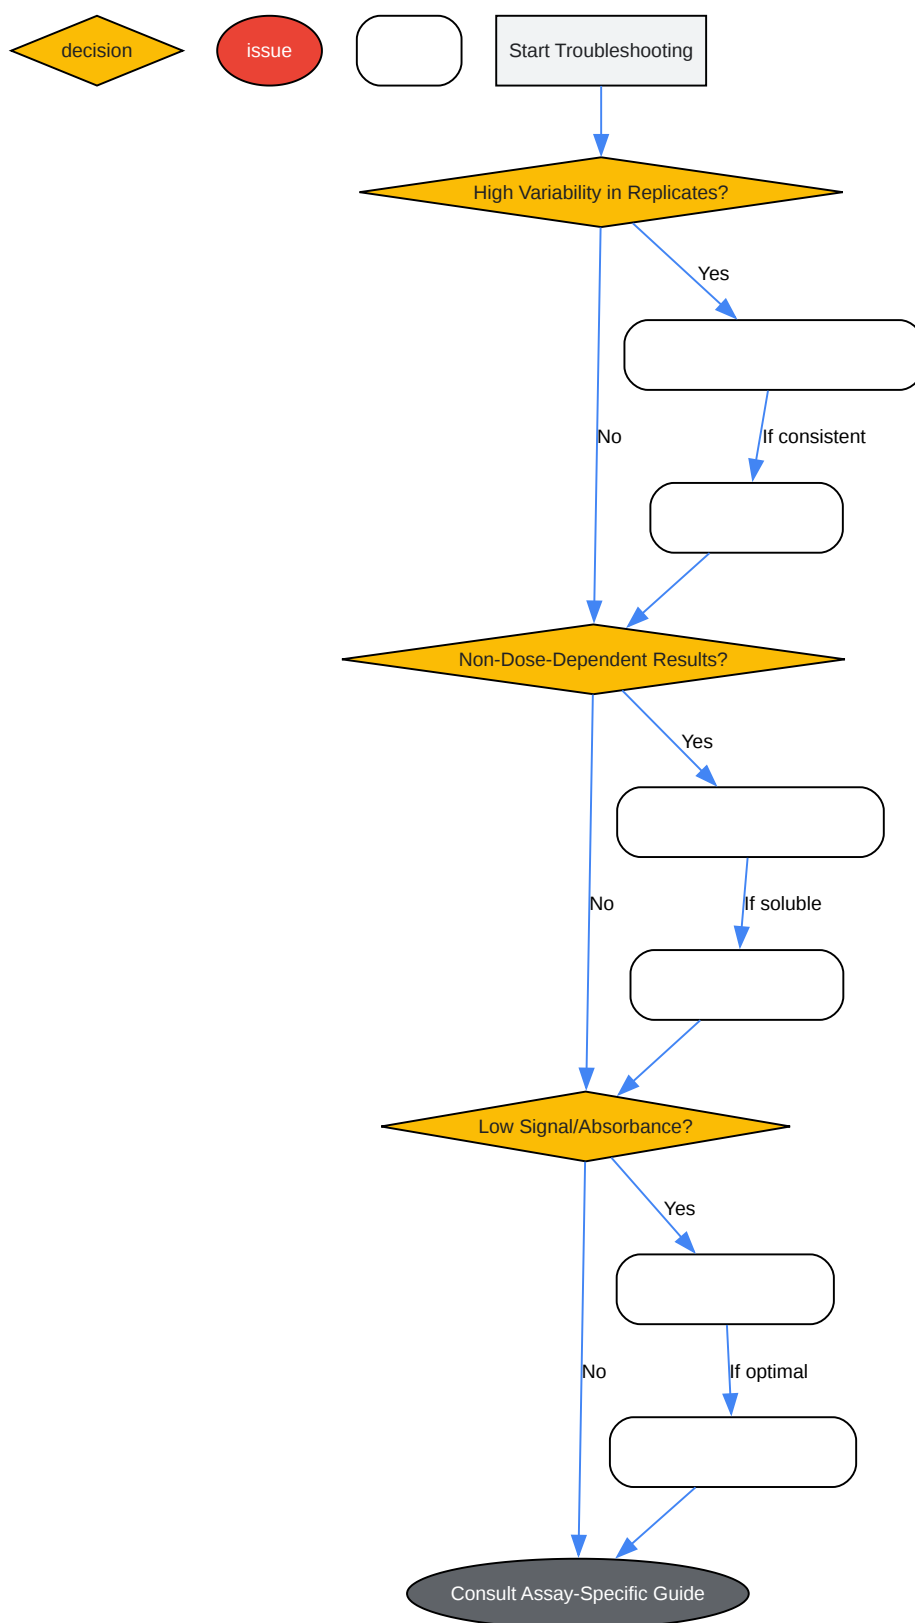 decision
issue
Start Troubleshooting
High Variability in Replicates?
Yes
If consistent
No
Non-Dose-Dependent Results?
Yes
If soluble
No
Low Signal/Absorbance?
Yes
If optimal
No
Consult Assay-Specific Guide